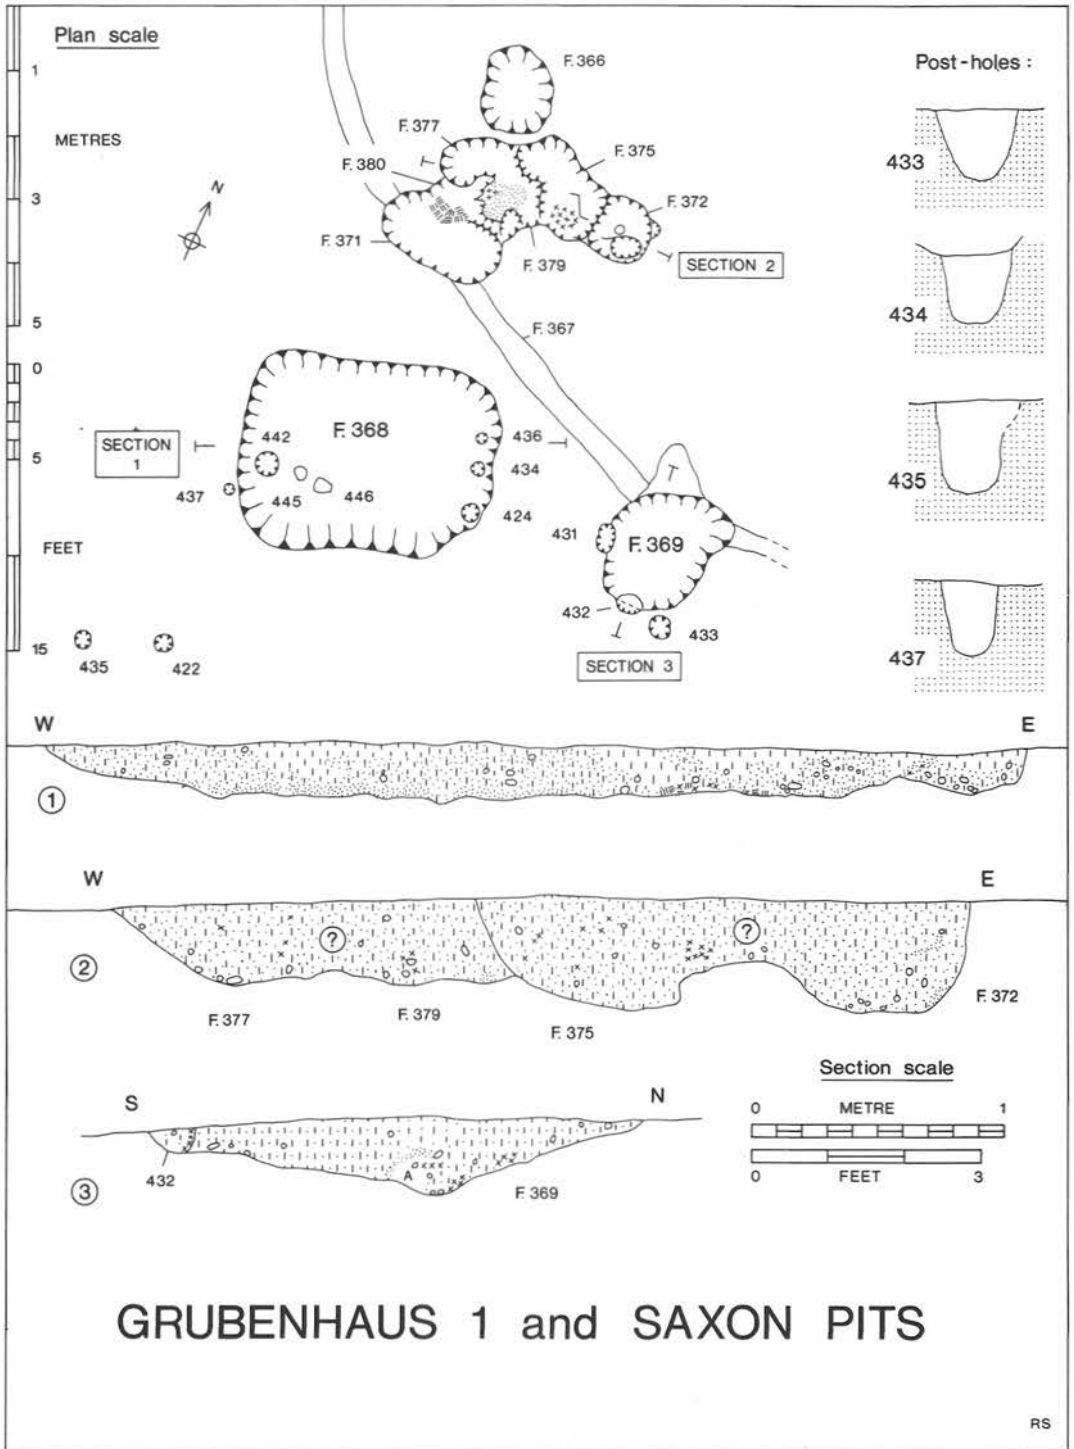 Plan scale
1
METRES
3
5
0
5
FEET
15
N
F. 366
F. 377
F. 375
F. 380
F. 372
F. 371
F. 379
SECTION 2
F. 367
F. 368
SECTION
1
442
436
434
437
445
446
424
431
F. 369
432
433
SECTION 3
435
422
Post-holes :
433
434
435
437
W
E
1
W
E
?
?
2
F. 377
F. 379
F. 375
F. 372
S
N
A
432
F. 369
3
Section scale
0 METRE 1
0 FEET 3
GRUBENHAUS 1 and SAXON PITS
RS